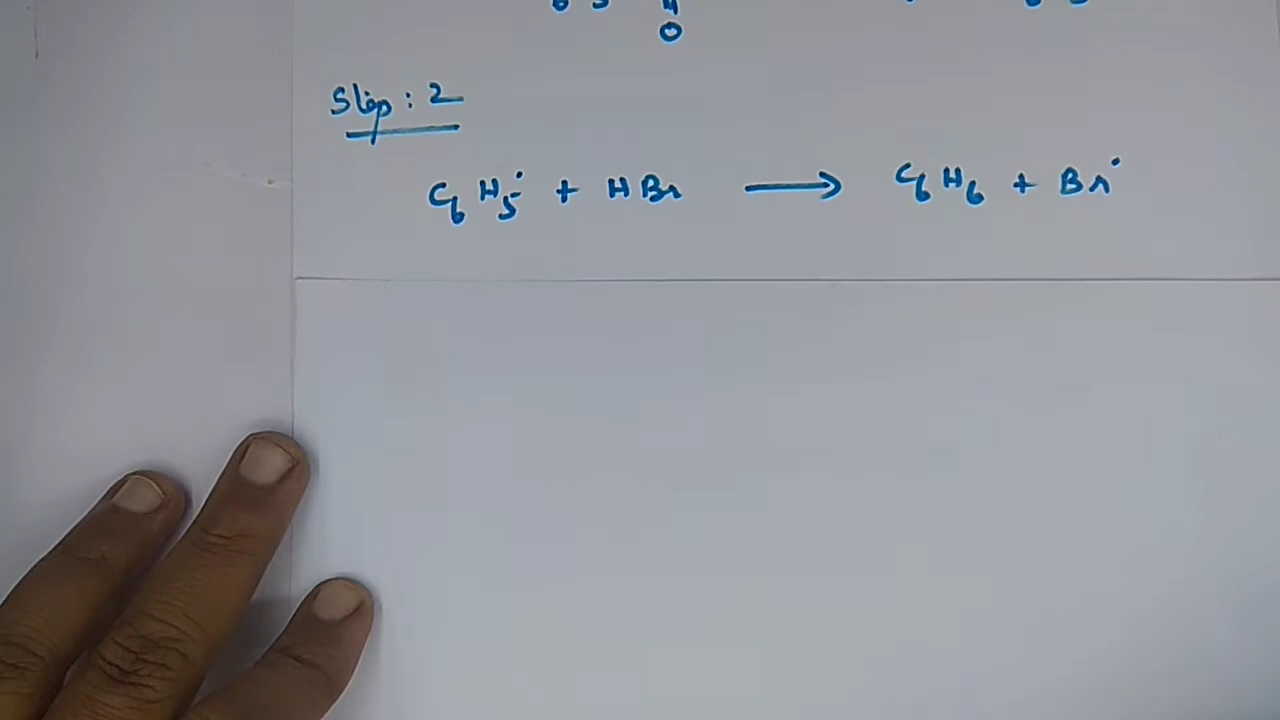 O
Step : 2
C₆H₅˙ + HBr ⟶ C₆H₆ + Br˙